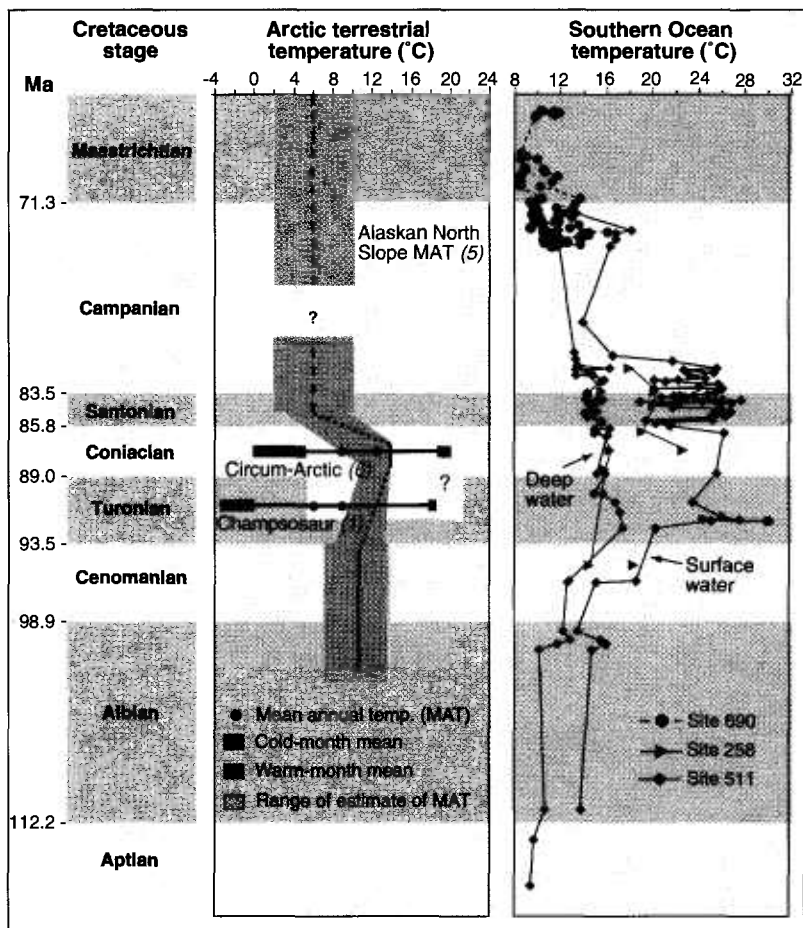 Cretaceous
stage
Arctic terrestrial
temperature (˚C)
Southern Ocean
temperature (˚C)
Ma
-4 0 4 8 12 16 20 24
8 12 16 20 24 28 32
Maastrichtian
71.3
Alaskan North
Slope MAT (5)
Campanian
?
83.5
Santonian
85.8
Coniacian
Circum-Arctic
?
89.0
Deep
water
Turonian
Champsosaur
93.5
Cenomanian
Surface
water
98.9
Albian
Mean annual temp. (MAT)
Cold-month mean
Warm-month mean
Range of estimate of MAT
Site 690
Site 258
Site 511
112.2
Aptian